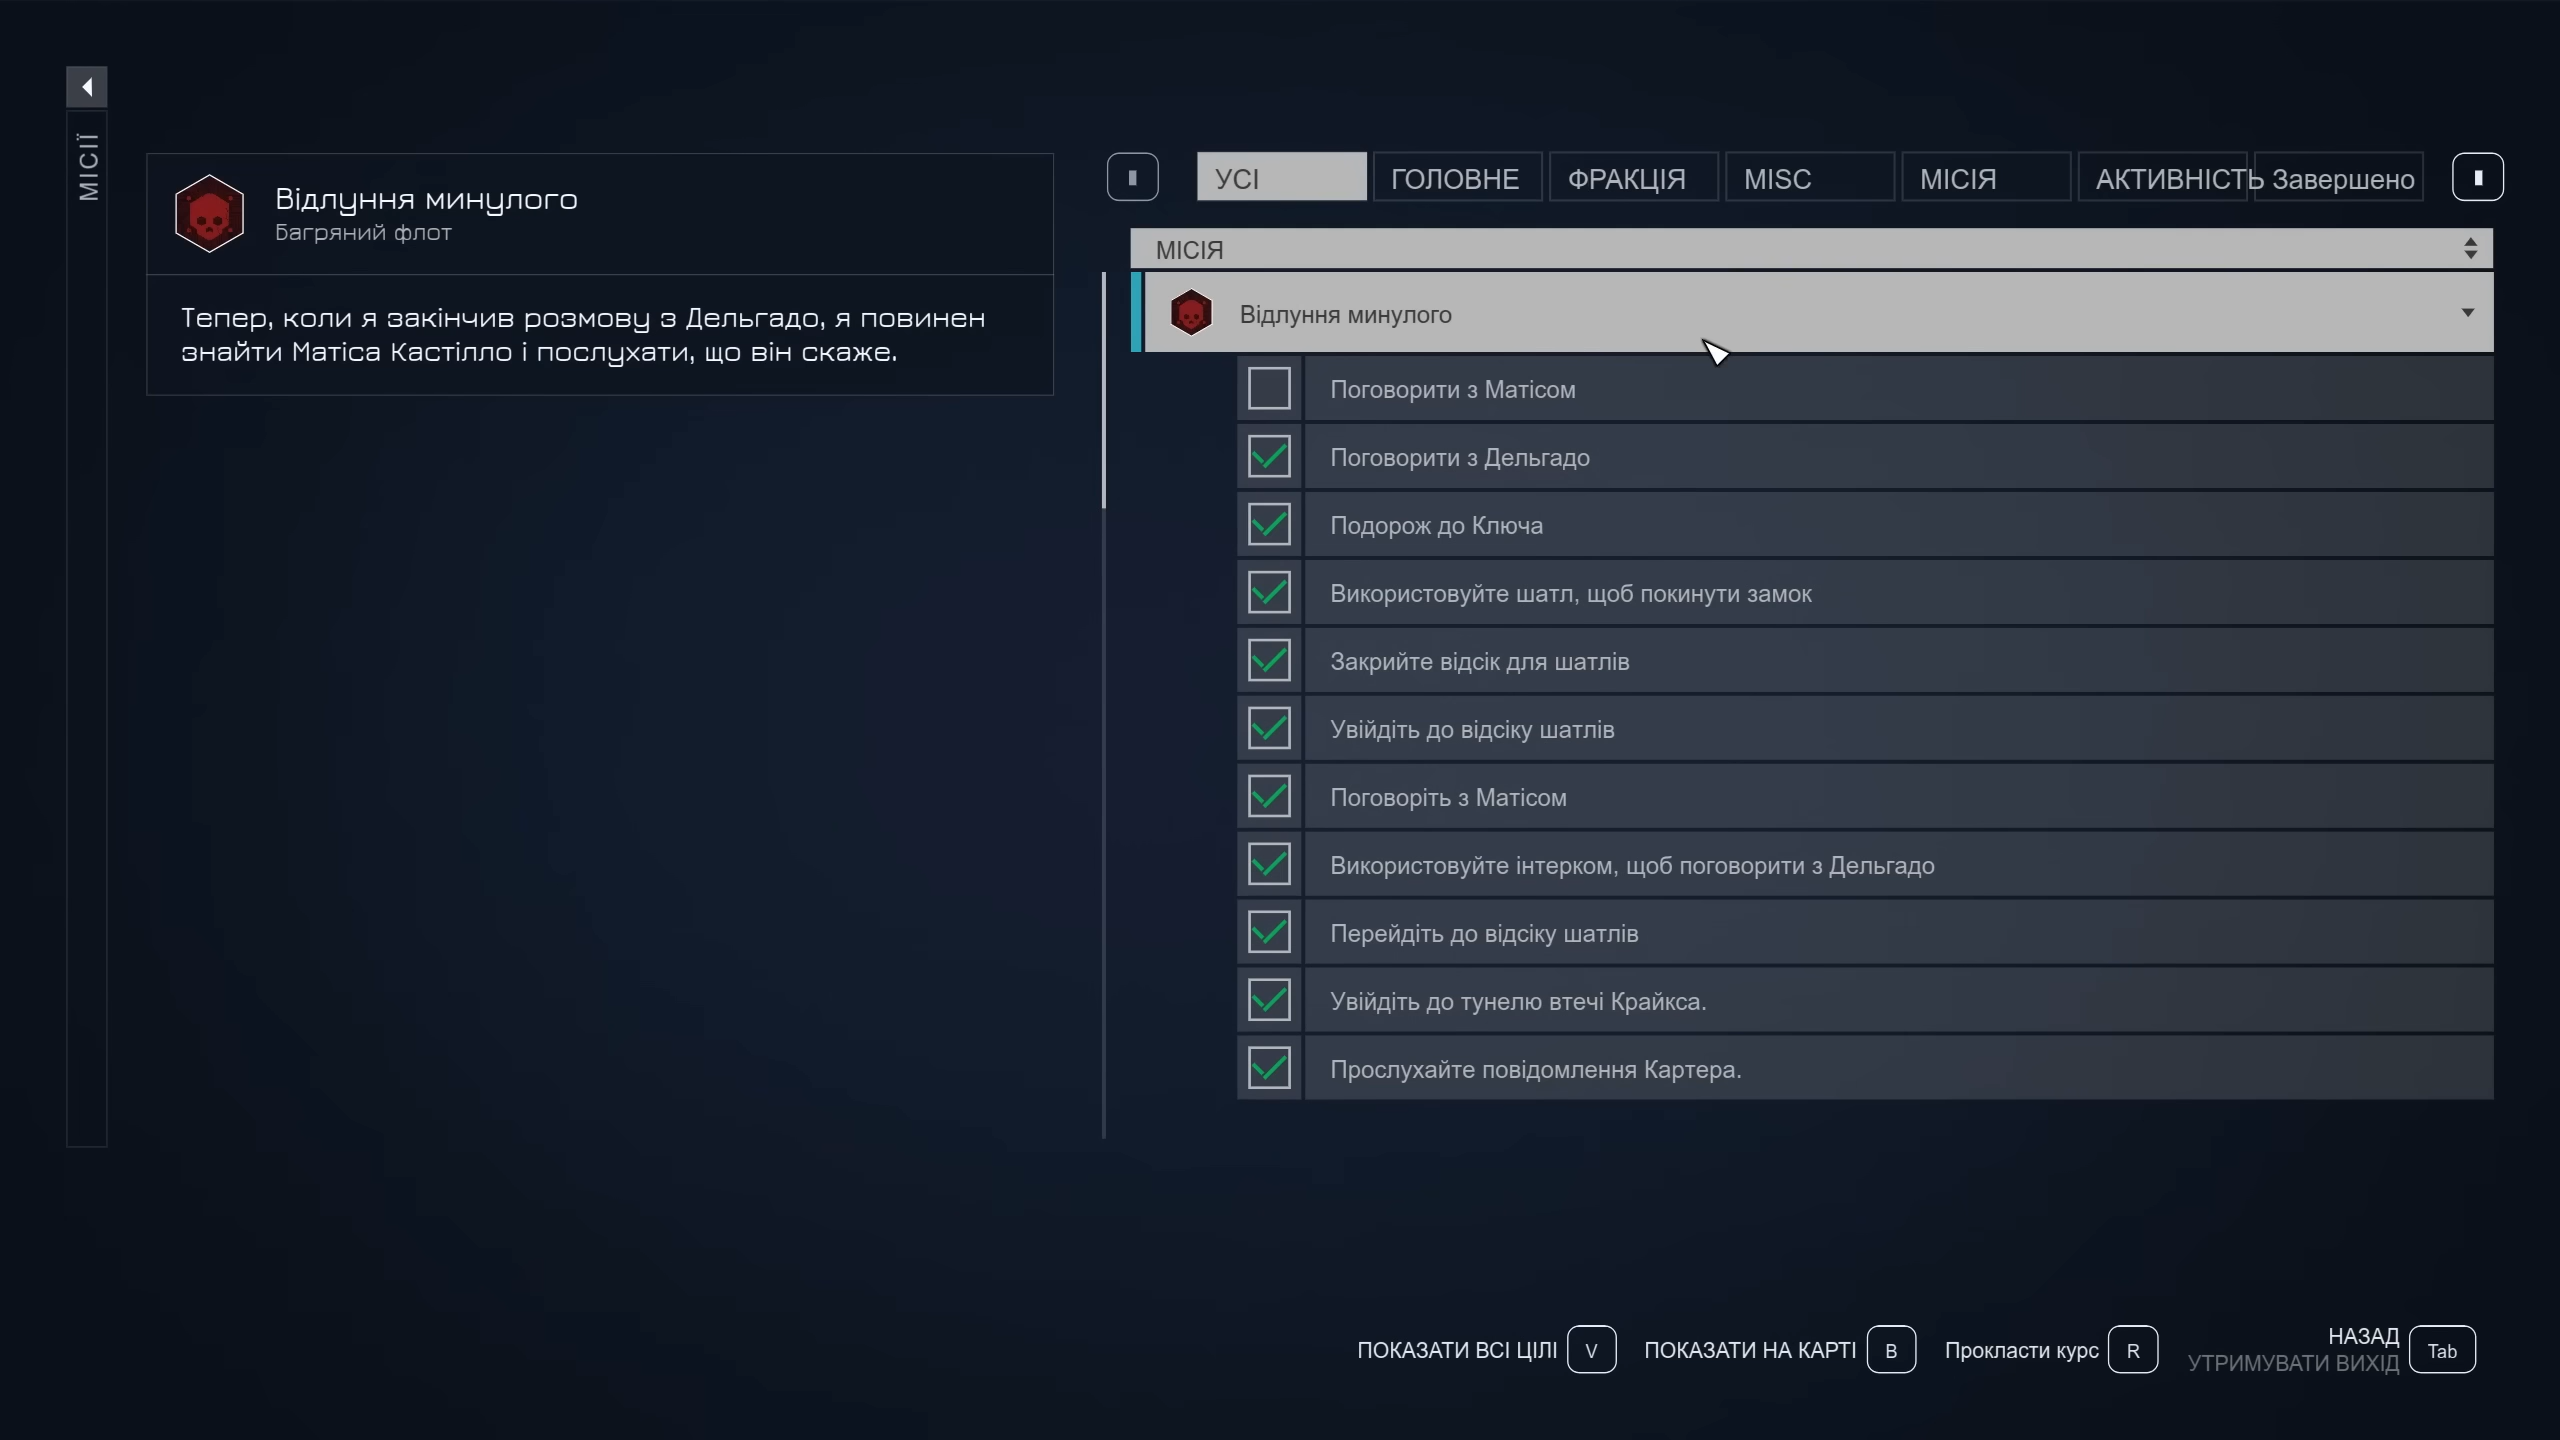 МІСІЇ
Відлуння минулого
Багряний флот
Тепер, коли я закінчив розмову з Дельгадо, я повинен
знайти Матіса Кастілло і послухати, що він скаже.
УСІ
ГОЛОВНЕ
ФРАКЦІЯ
MISC
МІСІЯ
АКТИВНІСТЬ
Завершено
МІСІЯ
Відлуння минулого
Поговорити з Матісом
Поговорити з Дельгадо
Подорож до Ключа
Використовуйте шатл, щоб покинути замок
Закрийте відсік для шатлів
Увійдіть до відсіку шатлів
Поговоріть з Матісом
Використовуйте інтерком, щоб поговорити з Дельгадо
Перейдіть до відсіку шатлів
Увійдіть до тунелю втечі Крайкса.
Прослухайте повідомлення Картера.
ПОКАЗАТИ ВСІ ЦІЛІ V
ПОКАЗАТИ НА КАРТІ B
Прокласти курс R
НАЗАД
УТРИМУВАТИ ВИХІД
Tab